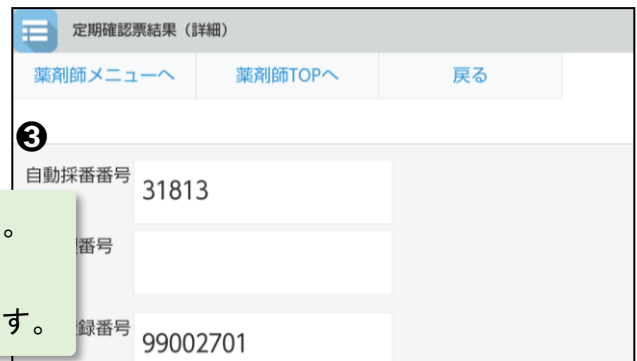 定期確認票結果(詳細)
薬剤師メニューへ 薬剤師TOPへ 戻る
❸
自動採番番号 31813
。
番号
す。
録番号 99002701